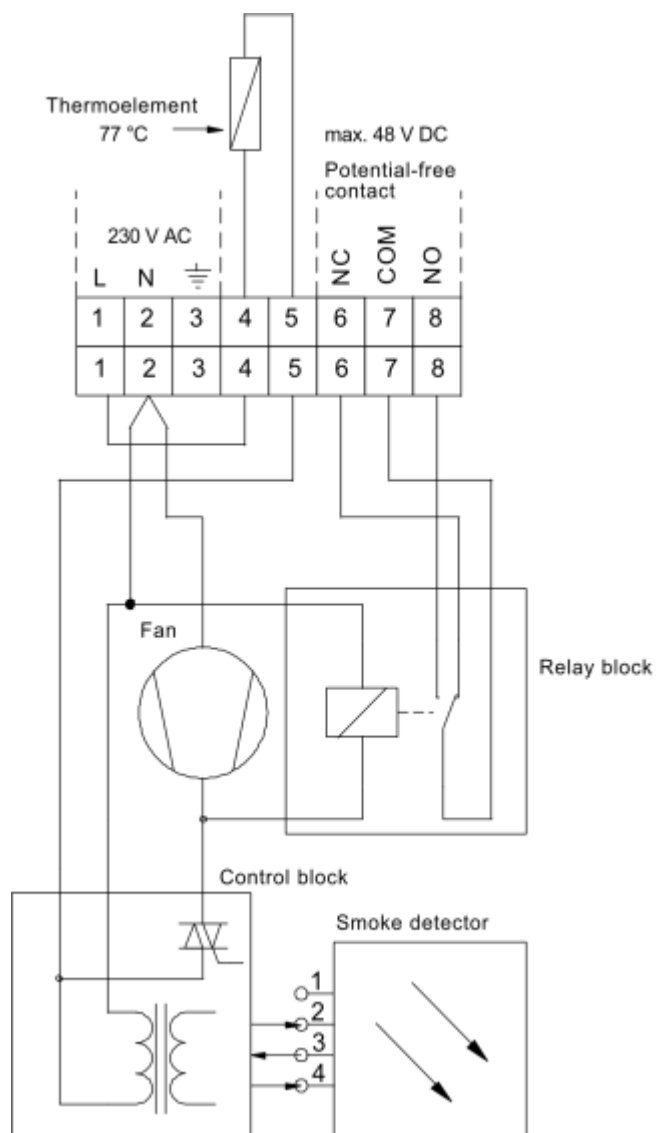 Thermoelement
77 °C
max. 48 V DC
Potential-free
contact
230 V AC
L N
NC COM NO
1 2 3 4 5 6 7 8
1 2 3 4 5 6 7 8
Fan
Relay block
Control block
Smoke detector
1
2
3
4